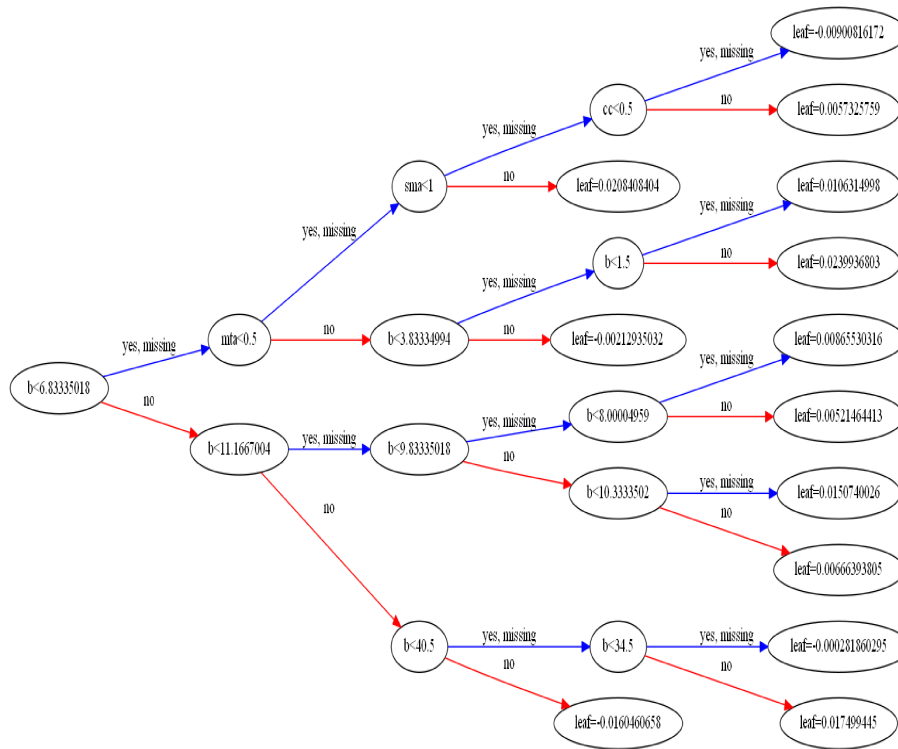 leaf=-0.00900816172
yes, missing
cc<0.5
no
leaf=0.0057325759
yes, missing
sma<1
no
leaf=0.0208408404
leaf=0.0106314998
yes, missing
yes, missing
b<1.5
no
leaf=0.0239936803
yes, missing
mta<0.5
no
b<3.83334994
no
leaf=-0.00212935032
leaf=0.00865530316
yes, missing
yes, missing
b<6.83335018
no
b<8.00004959
no
leaf=0.00521464413
yes, missing
b<11.1667004
yes, missing
b<9.83335018
no
b<10.3333502
yes, missing
leaf=0.0150740026
no
no
leaf=0.00666393805
b<40.5
yes, missing
b<34.5
yes, missing
leaf=-0.000281860295
no
no
leaf=-0.0160460658
leaf=0.017499445